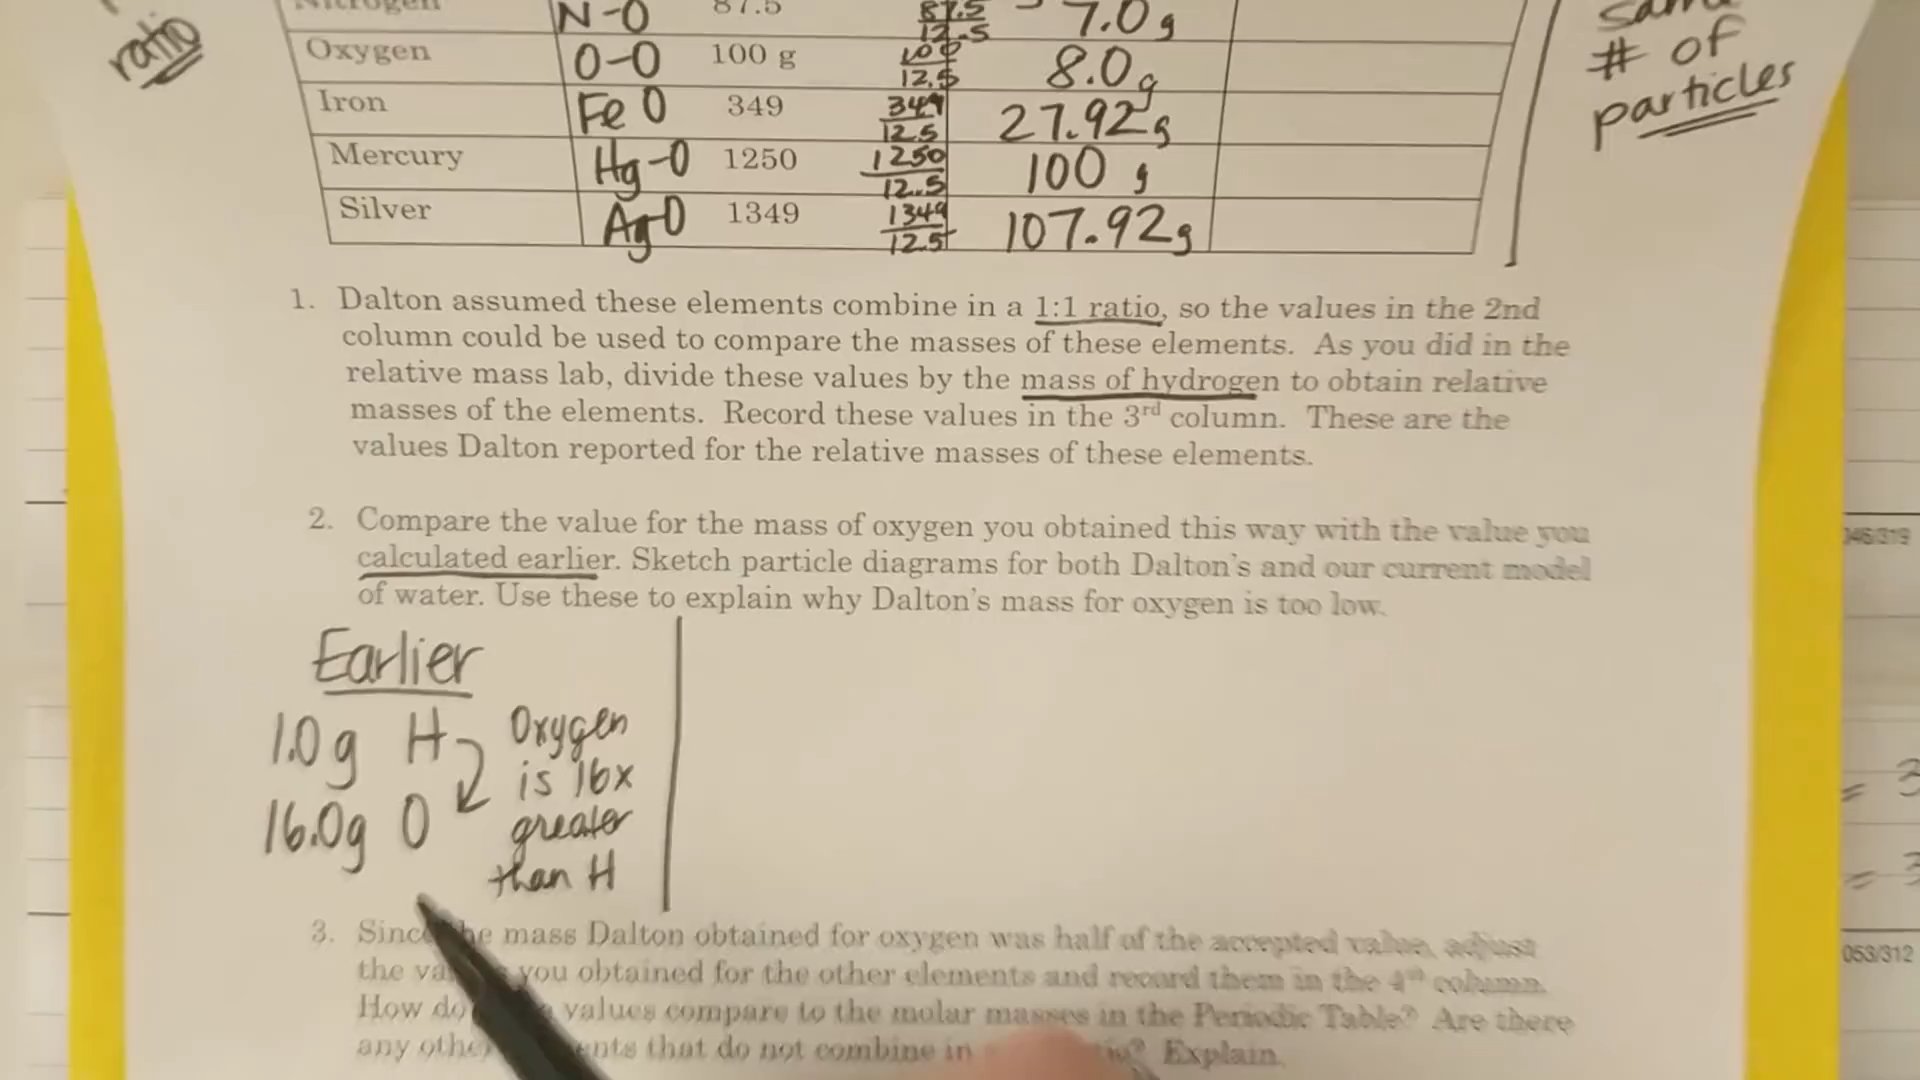 Nitrogen N-O 87.5 87.5/12.5 7.0g
ratio
same
# of
particles
Oxygen O-O 100 g 100/12.5 8.0g
Iron Fe O 349 349/12.5 27.92g
Mercury Hg-O 1250 1250/12.5 100 g
Silver Ag O 1349 1349/12.5 107.92g
1. Dalton assumed these elements combine in a 1:1 ratio, so the values in the 2nd
column could be used to compare the masses of these elements. As you did in the
relative mass lab, divide these values by the mass of hydrogen to obtain relative
masses of the elements. Record these values in the 3rd column. These are the
values Dalton reported for the relative masses of these elements.
2. Compare the value for the mass of oxygen you obtained this way with the value you
calculated earlier. Sketch particle diagrams for both Dalton's and our current model
of water. Use these to explain why Dalton's mass for oxygen is too low.
Earlier
1.0g H
16.0g O
Oxygen
is 16x
greater
than H
3. Since the mass Dalton obtained for oxygen was half of the accepted value, adjust
the you obtained for the other elements and record them in the 4th column.
How do values compare to the molar masses in the Periodic Table? Are there
any other that do not combine in Explain.
046/319
= 3
=
053/312